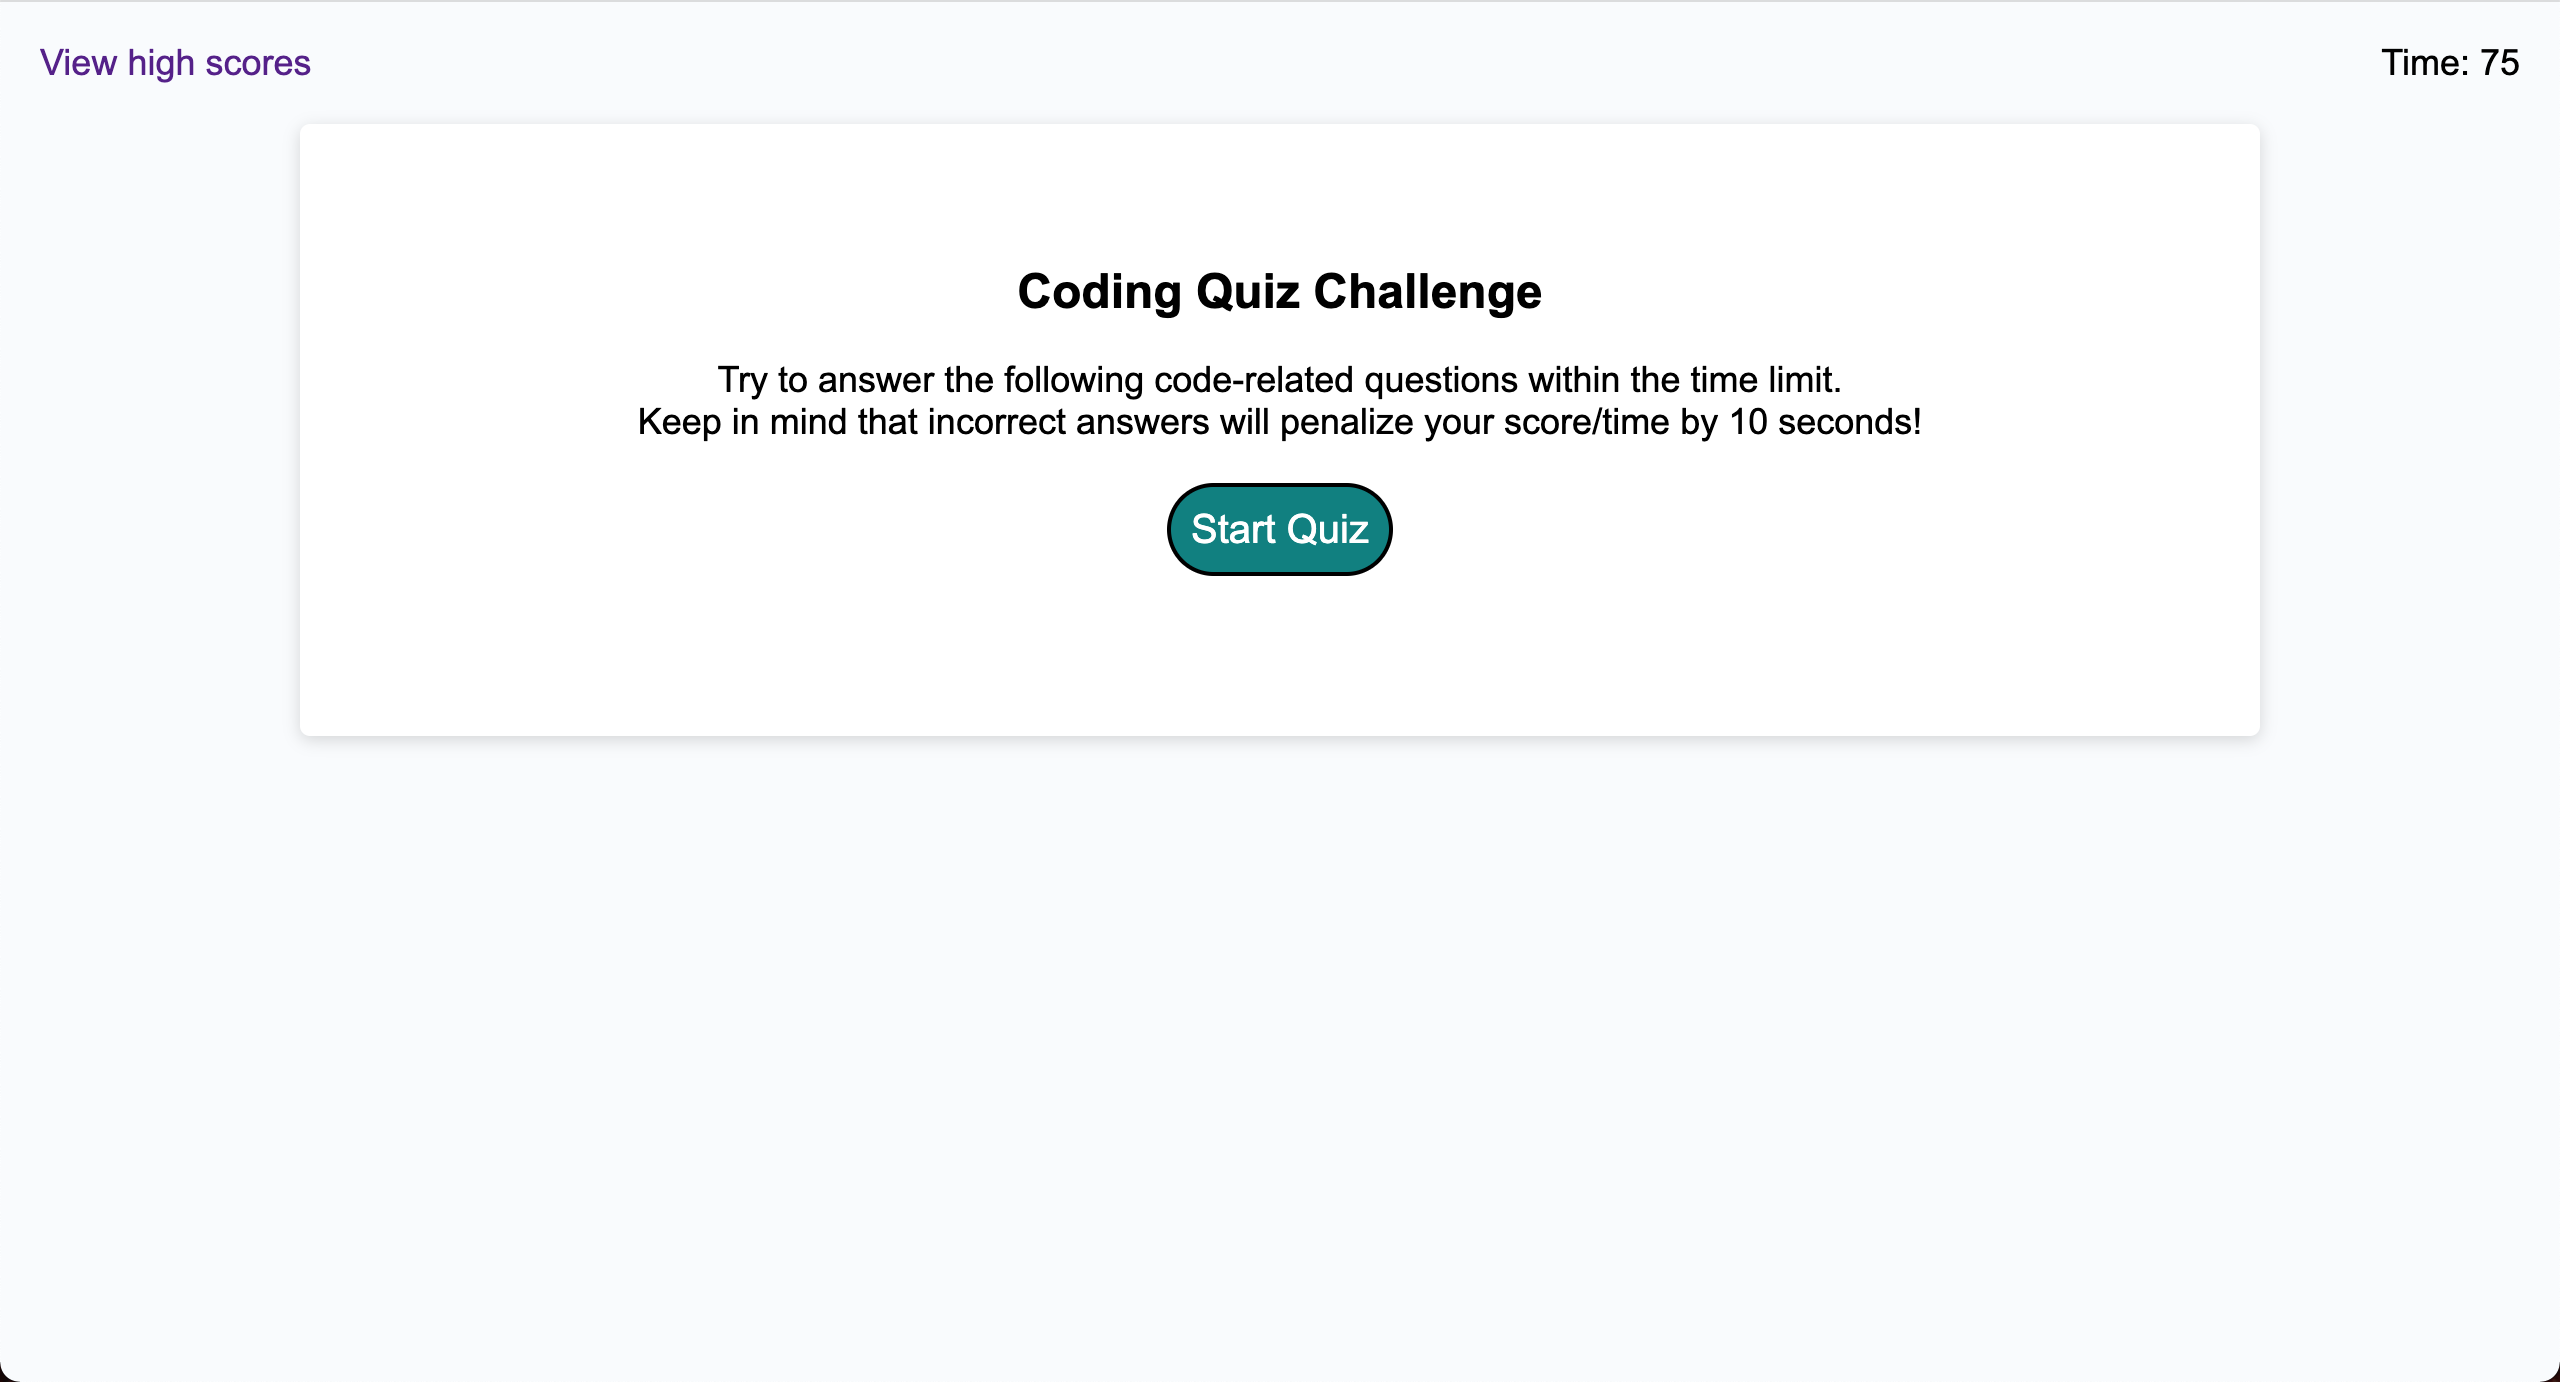 View high scores
Time: 75
Coding Quiz Challenge
Try to answer the following code-related questions within the time limit.
Keep in mind that incorrect answers will penalize your score/time by 10 seconds!
Start Quiz